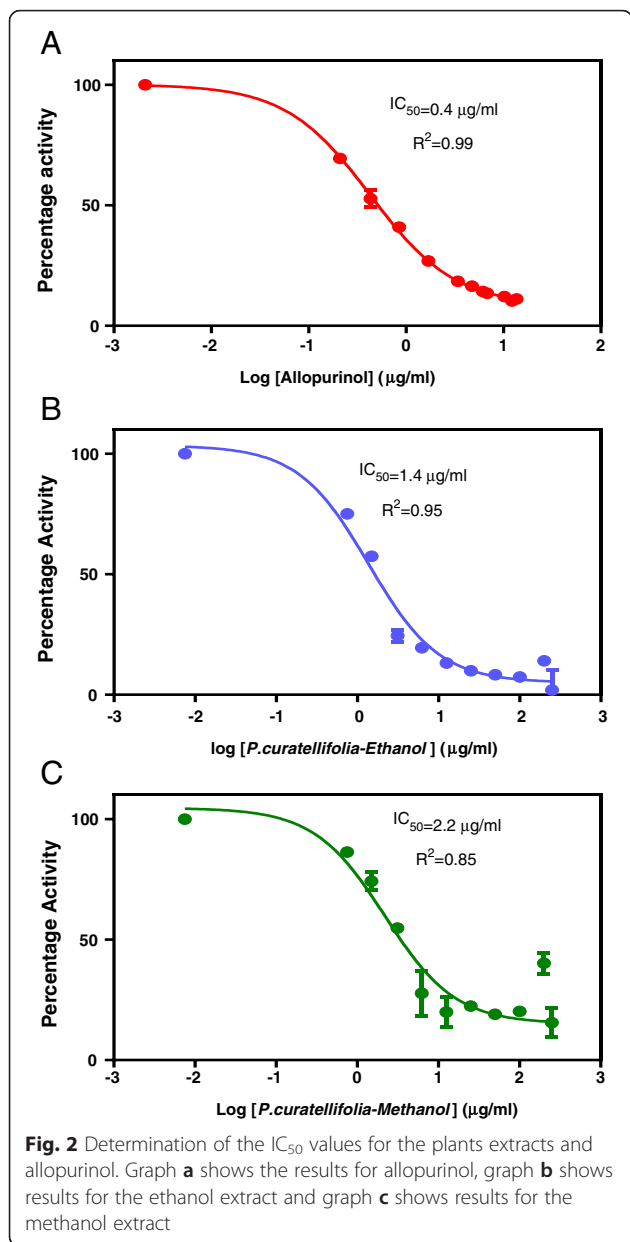 A
100
50
0
Percentage activity
IC50=0.4 μg/ml
R2=0.99
-3 -2 -1 0 1 2
Log [Allopurinol] (μg/ml)
B
100
50
0
Percentage Activity
IC50=1.4 μg/ml
R2=0.95
-3 -2 -1 0 1 2 3
log [P.curatellifolia-Ethanol] (μg/ml)
C
100
50
0
Percentage Activity
IC50=2.2 μg/ml
R2=0.85
-3 -2 -1 0 1 2 3
Log [P.curatellifolia-Methanol] (μg/ml)
Fig. 2 Determination of the IC50 values for the plants extracts and
allopurinol. Graph a shows the results for allopurinol, graph b shows
results for the ethanol extract and graph c shows results for the
methanol extract